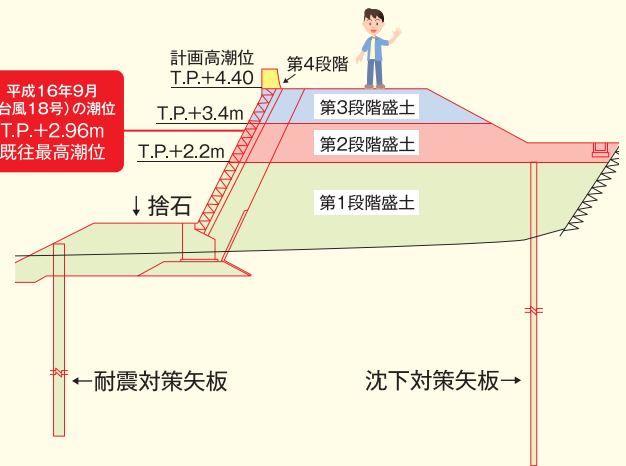 計画高潮位
T.P.+4.40
第4段階
平成16年9月
台風18号)の潮位
T.P.+2.96m
既往最高潮位
T.P.+3.4m
第3段階盛土
第2段階盛土
T.P.+2.2m
第1段階盛土
↓捨石
←耐震対策矢板
沈下対策矢板→